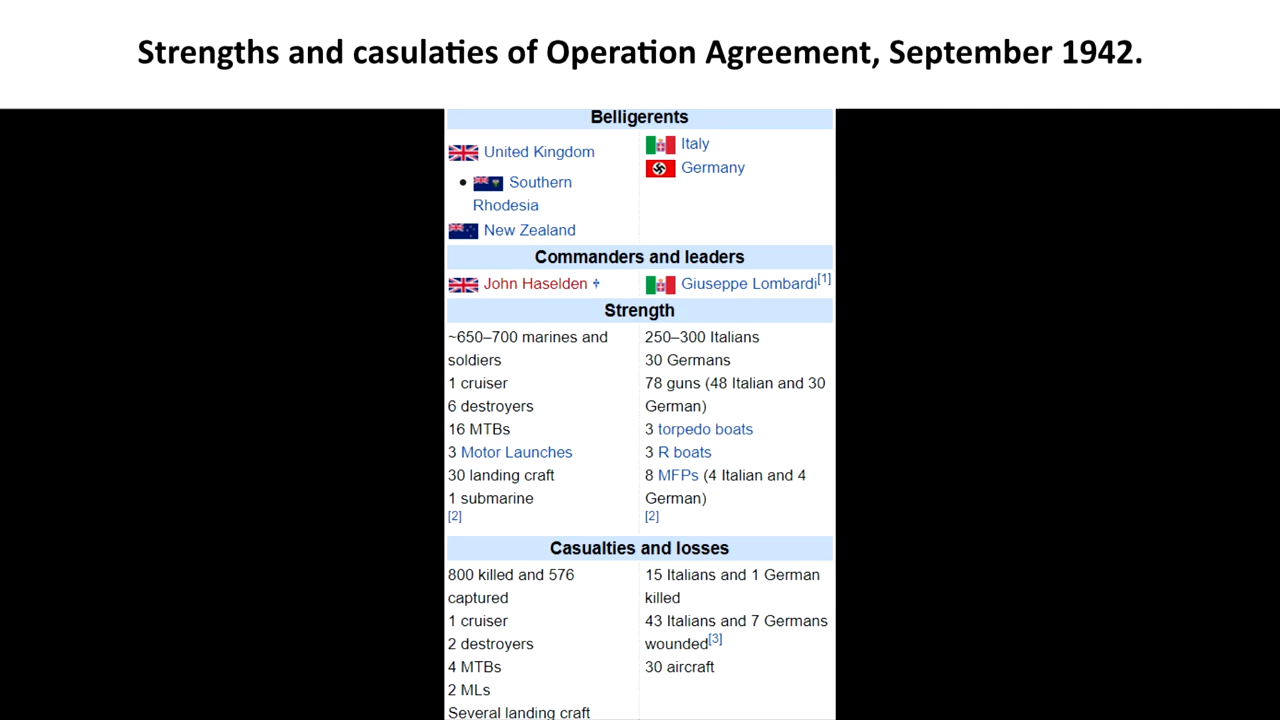 Strengths and casulaties of Operation Agreement, September 1942.
Belligerents
United Kingdom
• Southern
Rhodesia
New Zealand
Italy
Germany
Commanders and leaders
John Haselden ✝
Giuseppe Lombardi[1]
Strength
~650–700 marines and
soldiers
1 cruiser
6 destroyers
16 MTBs
3 Motor Launches
30 landing craft
1 submarine
[2]
250–300 Italians
30 Germans
78 guns (48 Italian and 30
German)
3 torpedo boats
3 R boats
8 MFPs (4 Italian and 4
German)
[2]
Casualties and losses
800 killed and 576
captured
1 cruiser
2 destroyers
4 MTBs
2 MLs
Several landing craft
15 Italians and 1 German
killed
43 Italians and 7 Germans
wounded[3]
30 aircraft